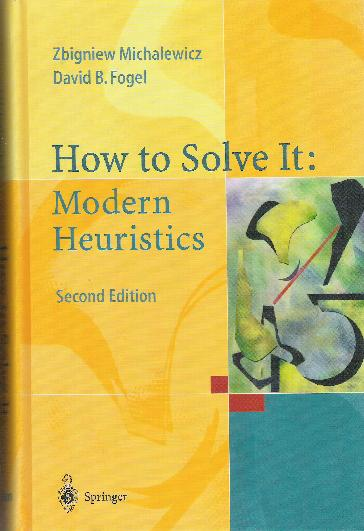 Zbigniew Michalewicz
David B. Fogel
How to Solve It:
Modern
Heuristics
Second Edition
Springer